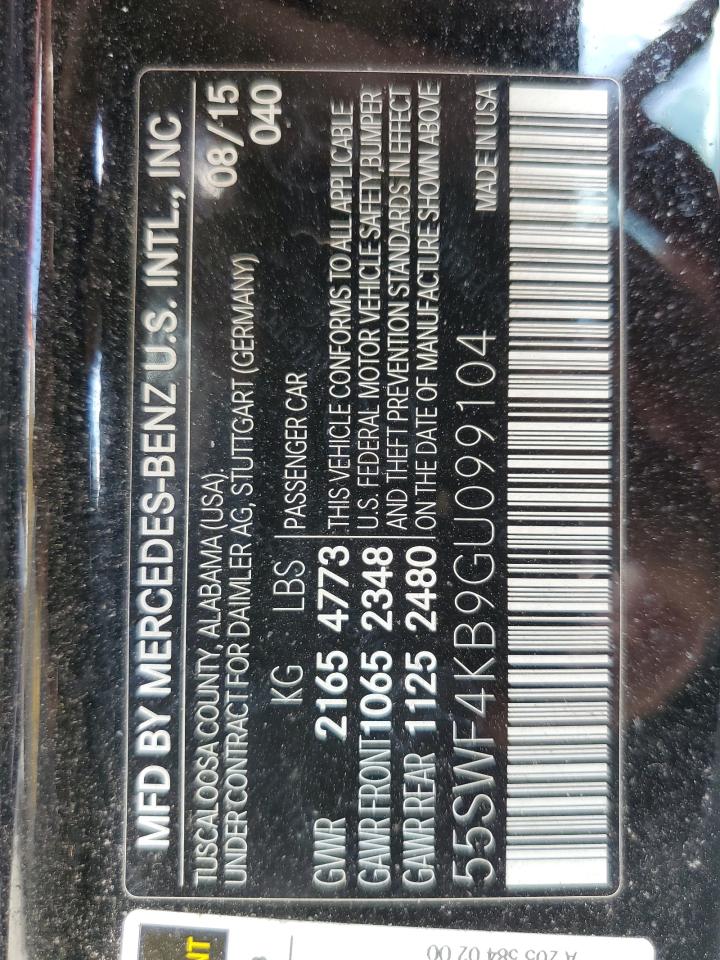 MFD BY MERCEDES-BENZ U.S. INTL., INC
TUSCALOOSA COUNTY, ALABAMA (USA), 08/15
UNDER CONTRACT FOR DAIMLER AG, STUTTGART (GERMANY) 040
KG LBS PASSENGER CAR
GVWR 2165 4773 THIS VEHICLE CONFORMS TO ALL APPLICABLE
GAWR FRONT 1065 2348 U.S. FEDERAL MOTOR VEHICLE SAFETY, BUMPER
AND THEFT PREVENTION STANDARDS IN EFFECT
GAWR REAR 1125 2480 ON THE DATE OF MANUFACTURE SHOWN ABOVE
55SWF4KB9GU099104 MADE IN USA
A 205 584 02 00